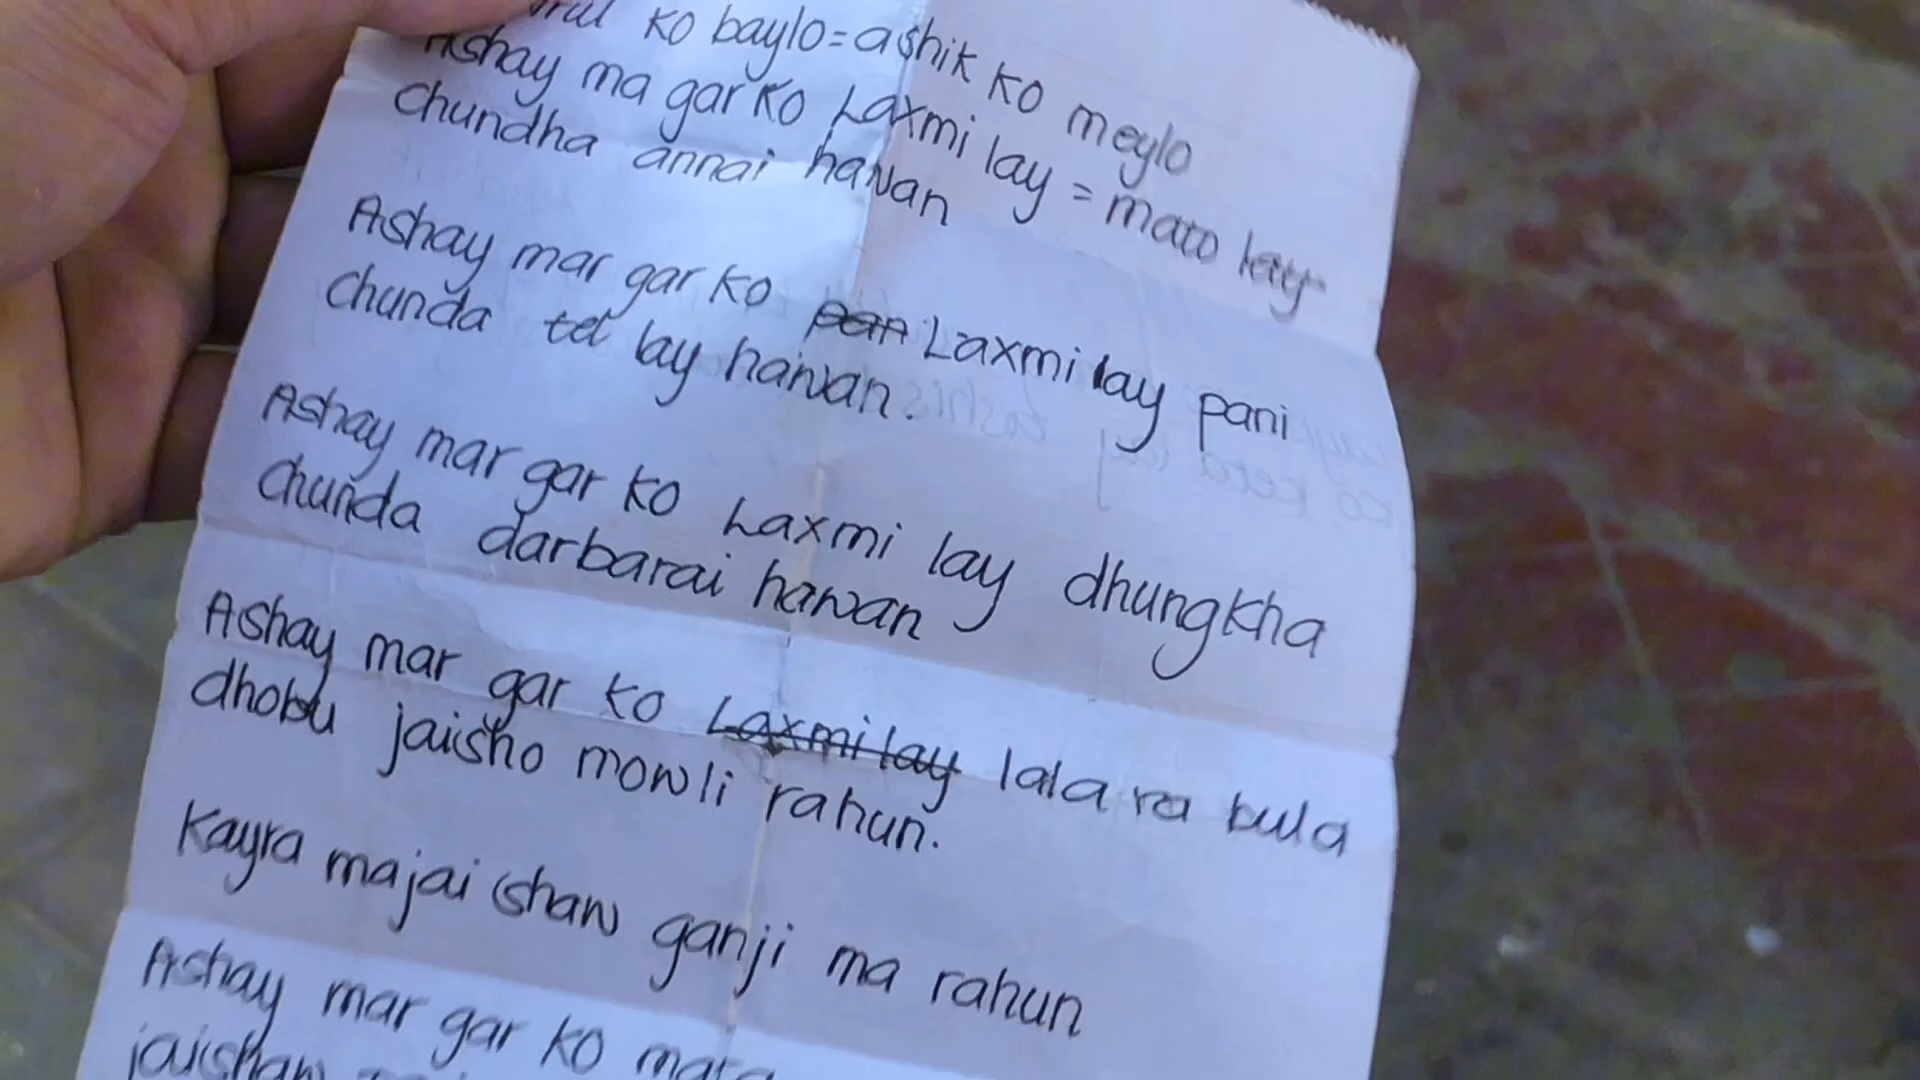 ko baylo = ashik ko meylo
Ashay ma gar ko Laxmi lay = mato lay
chundha annai hawan
Ashay mar gar ko pan Laxmi lay pani
chunda tel lay hawan.
Ashay mar gar ko Laxmi lay dhungkha
chunda darbarai hawan
Ashay mar gar ko Laxmi lay lala ra bula
dhobu jaisho mowli rahun.
Kayra majai shaw ganji ma rahun
Ashay mar gar ko